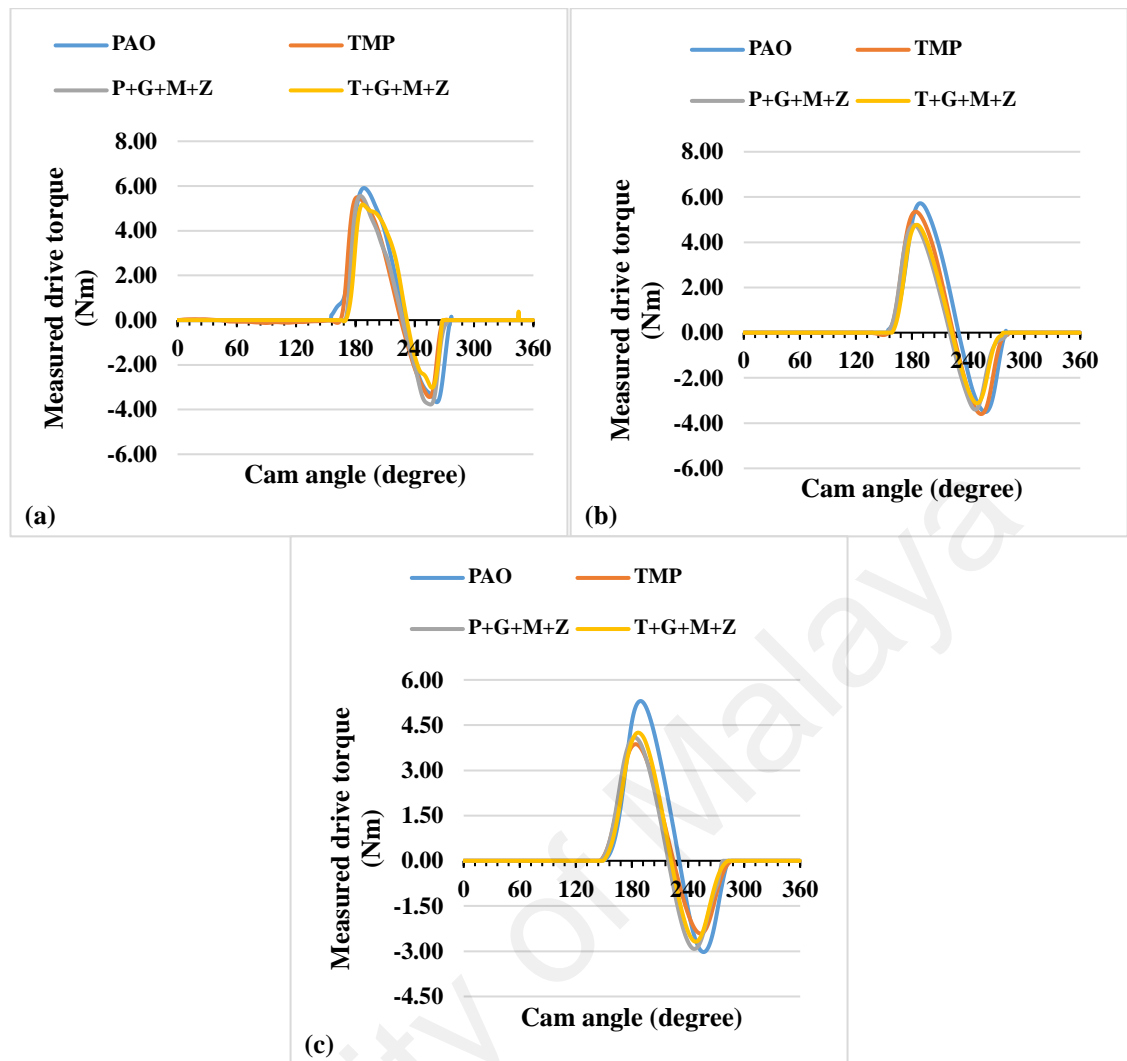 PAO TMP
P+G+M+Z T+G+M+Z
8.00
6.00
4.00
2.00
0.00
-2.00
-4.00
-6.00
0 60 120 180 240 300 360
Measured drive torque
(Nm)
Cam angle (degree)
(a)
PAO TMP
P+G+M+Z T+G+M+Z
8.00
6.00
4.00
2.00
0.00
-2.00
-4.00
-6.00
0 60 120 180 240 300 360
Measured drive torque
(Nm)
Cam angle (degree)
(b)
PAO TMP
P+G+M+Z T+G+M+Z
6.00
4.50
3.00
1.50
0.00
-1.50
-3.00
-4.50
0 60 120 180 240 300 360
Measured drive torque
(Nm)
Cam angle (degree)
(c)
of Malaya